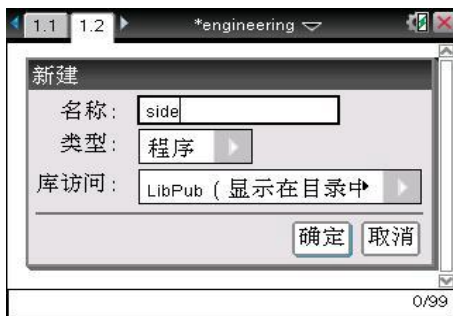 1.1 1.2 *engineering
新建
名称: side
类型: 程序
库访问: LibPub ( 显示在目录中
确定 取消
0/99